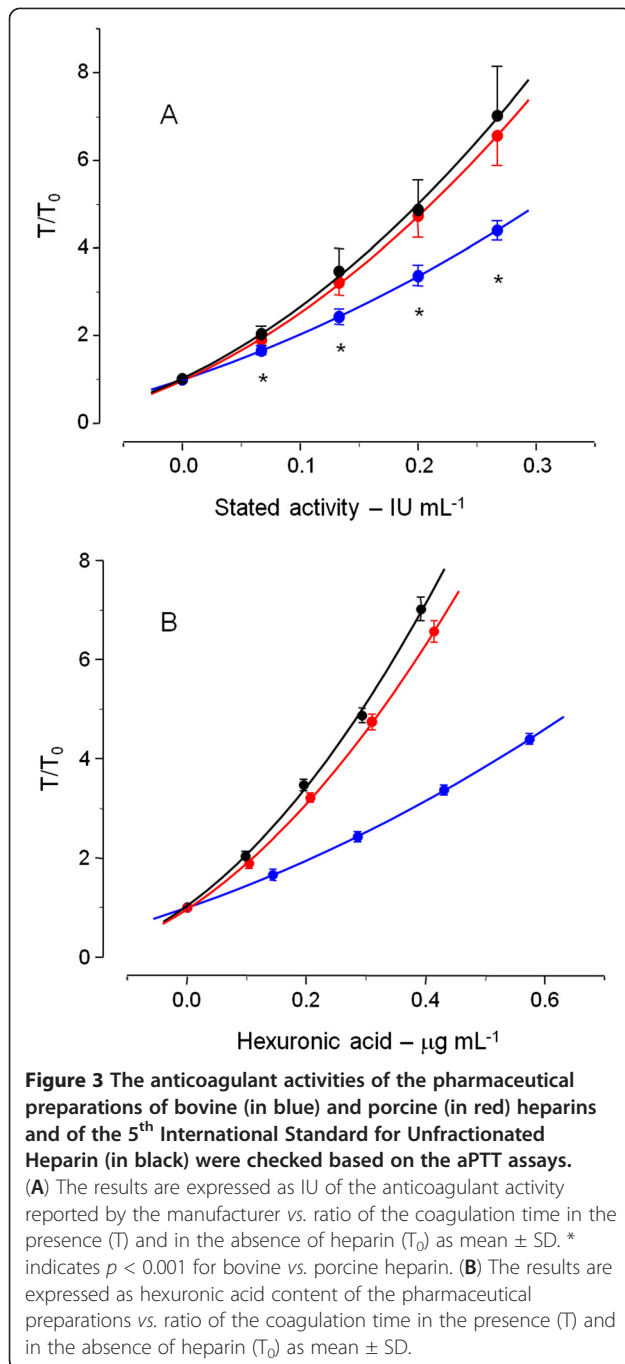 8
A
6
T/T₀
4
2
0
*
*
*
*
0.0 0.1 0.2 0.3
Stated activity – IU mL⁻¹
8
B
6
T/T₀
4
2
0
0.0 0.2 0.4 0.6
Hexuronic acid – μg mL⁻¹
Figure 3 The anticoagulant activities of the pharmaceutical
preparations of bovine (in blue) and porcine (in red) heparins
and of the 5ᵗʰ International Standard for Unfractionated
Heparin (in black) were checked based on the aPTT assays.
(A) The results are expressed as IU of the anticoagulant activity
reported by the manufacturer vs. ratio of the coagulation time in the
presence (T) and in the absence of heparin (T₀) as mean ± SD. *
indicates p < 0.001 for bovine vs. porcine heparin. (B) The results are
expressed as hexuronic acid content of the pharmaceutical
preparations vs. ratio of the coagulation time in the presence (T) and
in the absence of heparin (T₀) as mean ± SD.